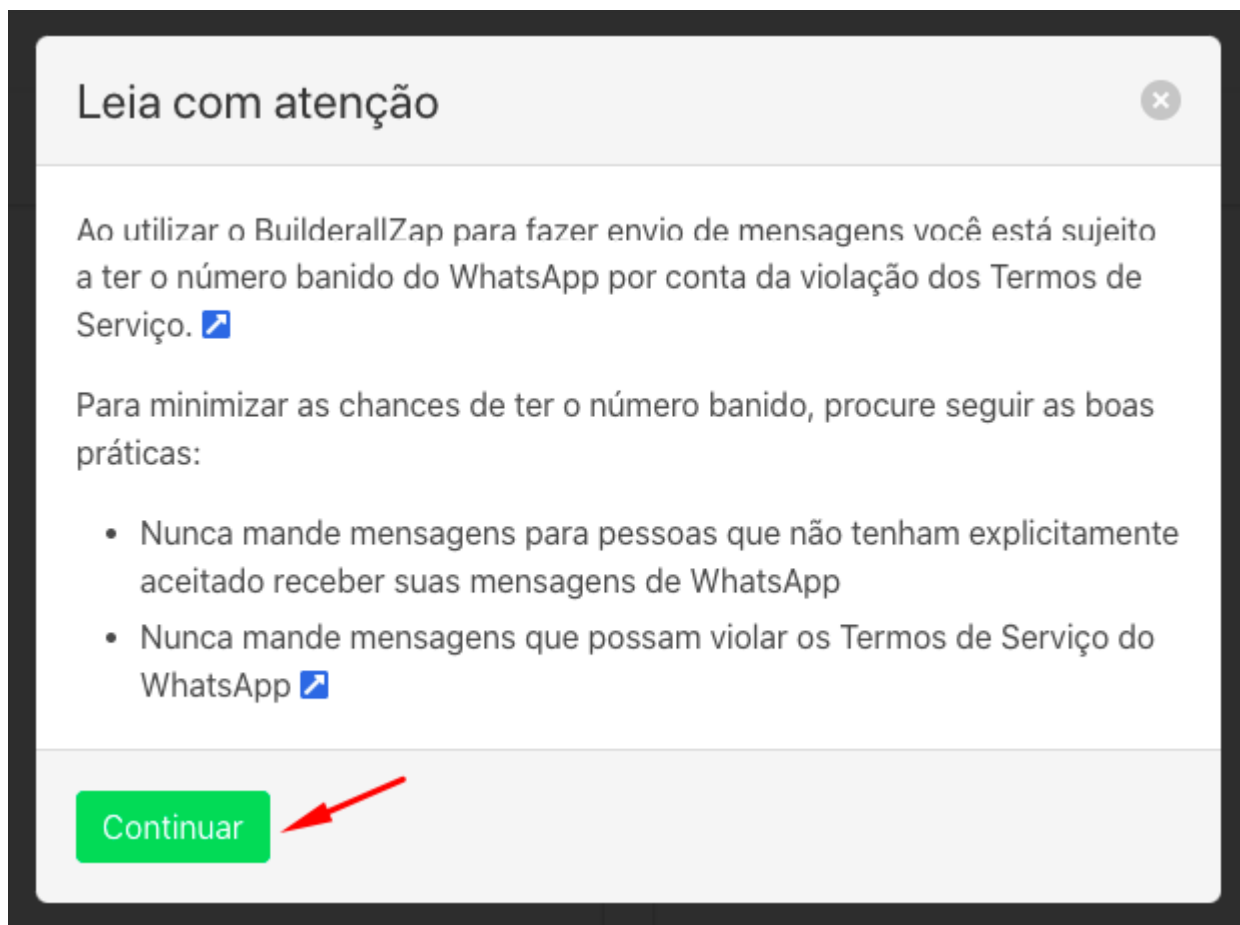 Leia com atenção
Ao utilizar o BuilderallZap para fazer envio de mensagens você está sujeito
a ter o número banido do WhatsApp por conta da violação dos Termos de
Serviço.
Para minimizar as chances de ter o número banido, procure seguir as boas
práticas:
• Nunca mande mensagens para pessoas que não tenham explicitamente
aceitado receber suas mensagens de WhatsApp
• Nunca mande mensagens que possam violar os Termos de Serviço do
WhatsApp
Continuar